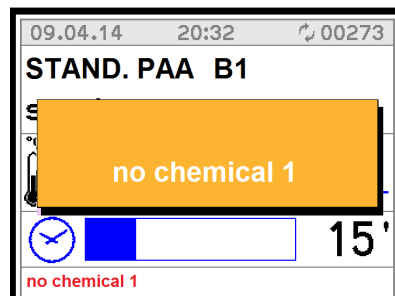 09.04.14 20:32 00273
STAND. PAA B1
no chemical 1
15'
no chemical 1